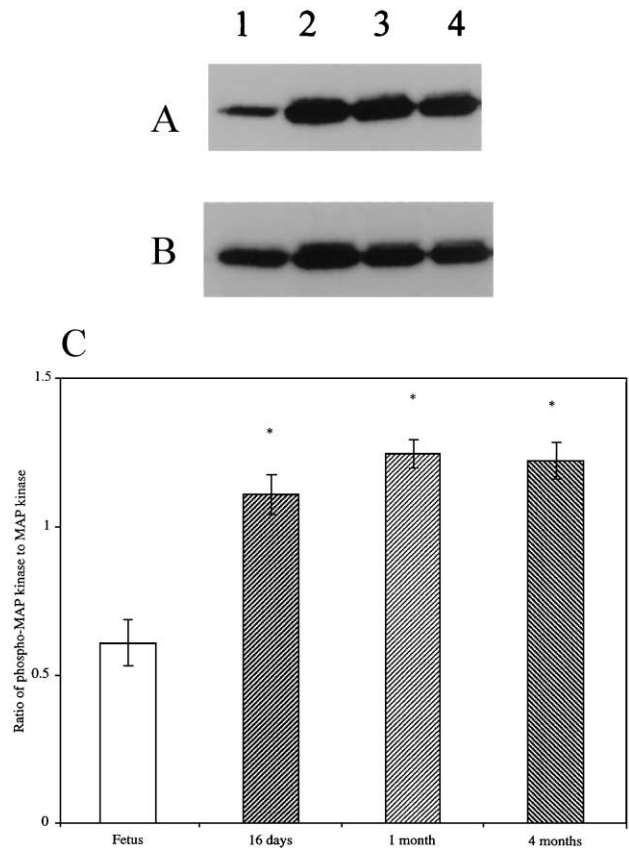 1 2 3 4
A
B
C
1.5
* * *
1
0.5
0
Ratio of phospho-MAP kinase to MAP kinase
Fetus 16 days 1 month 4 months